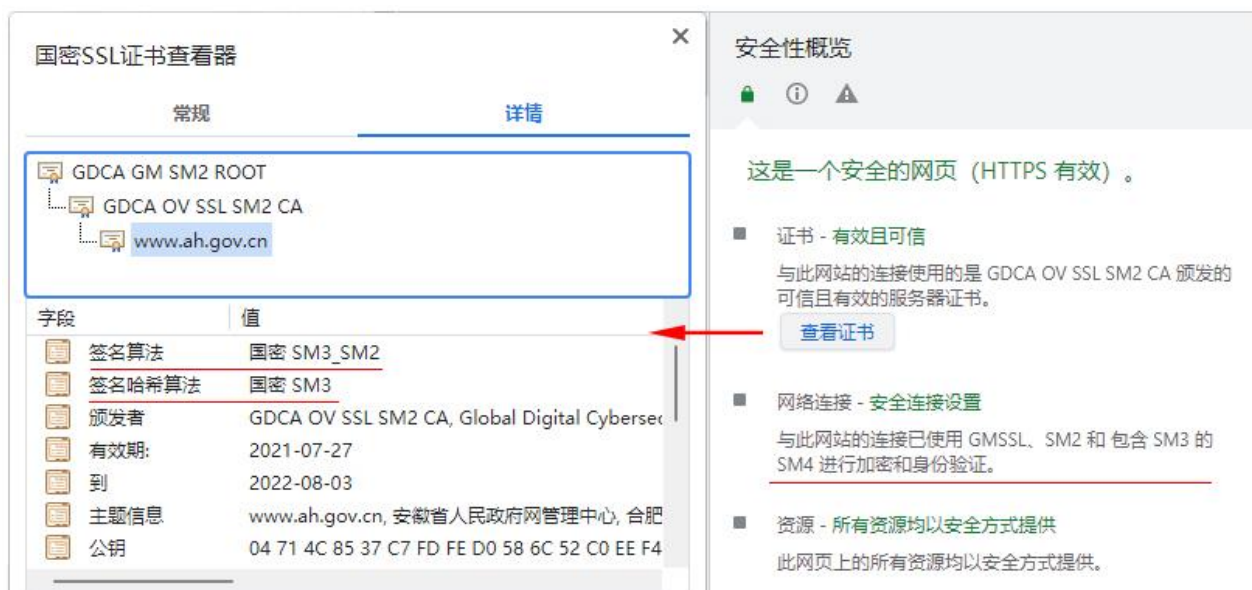 国密SSL证书查看器
常规 详情
GDCA GM SM2 ROOT
GDCA OV SSL SM2 CA
www.ah.gov.cn
字段 值
签名算法 国密 SM3_SM2
签名哈希算法 国密 SM3
颁发者 GDCA OV SSL SM2 CA, Global Digital Cybersec
有效期: 2021-07-27
到 2022-08-03
主题信息 www.ah.gov.cn, 安徽省人民政府网管理中心, 合肥
公钥 04 71 4C 85 37 C7 FD FE D0 58 6C 52 C0 EE F4
安全性概览
这是一个安全的网页（HTTPS 有效）。
证书 - 有效且可信
与此网站的连接使用的是 GDCA OV SSL SM2 CA 颁发的
可信且有效的服务器证书。
查看证书
网络连接 - 安全连接设置
与此网站的连接已使用 GMSSL、SM2 和 包含 SM3 的
SM4 进行加密和身份验证。
资源 - 所有资源均以安全方式提供
此网页上的所有资源均以安全方式提供。